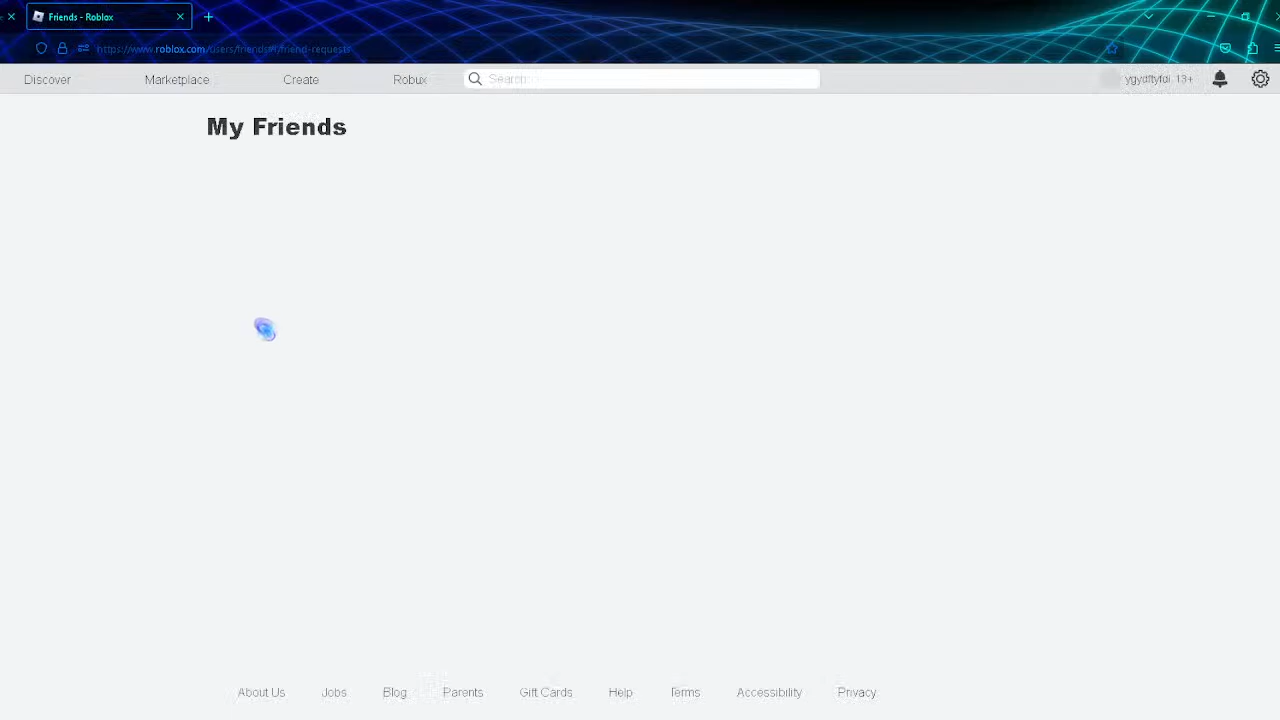 Friends - Roblox
https://www.roblox.com/users/friends#!/friend-requests
Discover Marketplace Create Robux Search ygydftyfdi 13+
My Friends
About Us Jobs Blog Parents Gift Cards Help Terms Accessibility Privacy